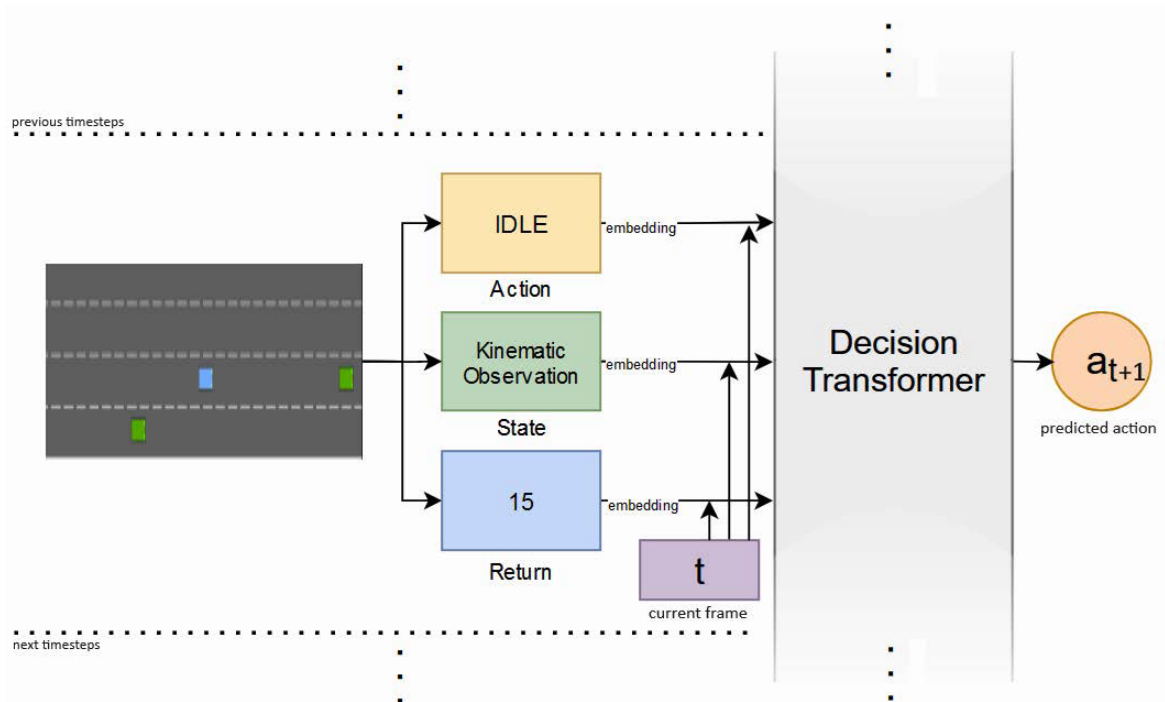 previous timesteps
IDLE
embedding
Action
Kinematic
Observation
embedding
State
15
embedding
Return
t
current frame
Decision
Transformer
a_{t+1}
predicted action
next timesteps